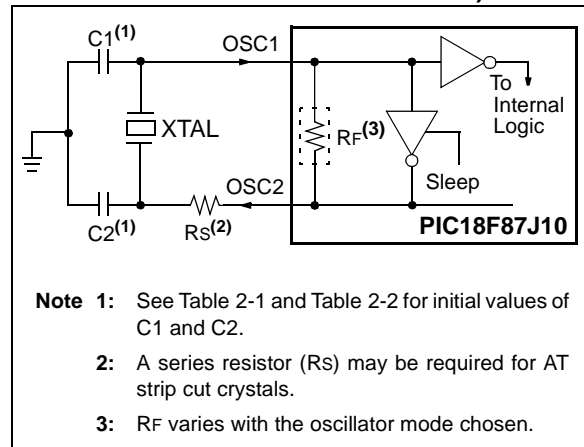 C1(1)
OSC1
To
Internal
Logic
XTAL
RF(3)
Sleep
OSC2
C2(1)
RS(2)
PIC18F87J10
Note 1: See Table 2-1 and Table 2-2 for initial values of
C1 and C2.
2: A series resistor (RS) may be required for AT
strip cut crystals.
3: RF varies with the oscillator mode chosen.